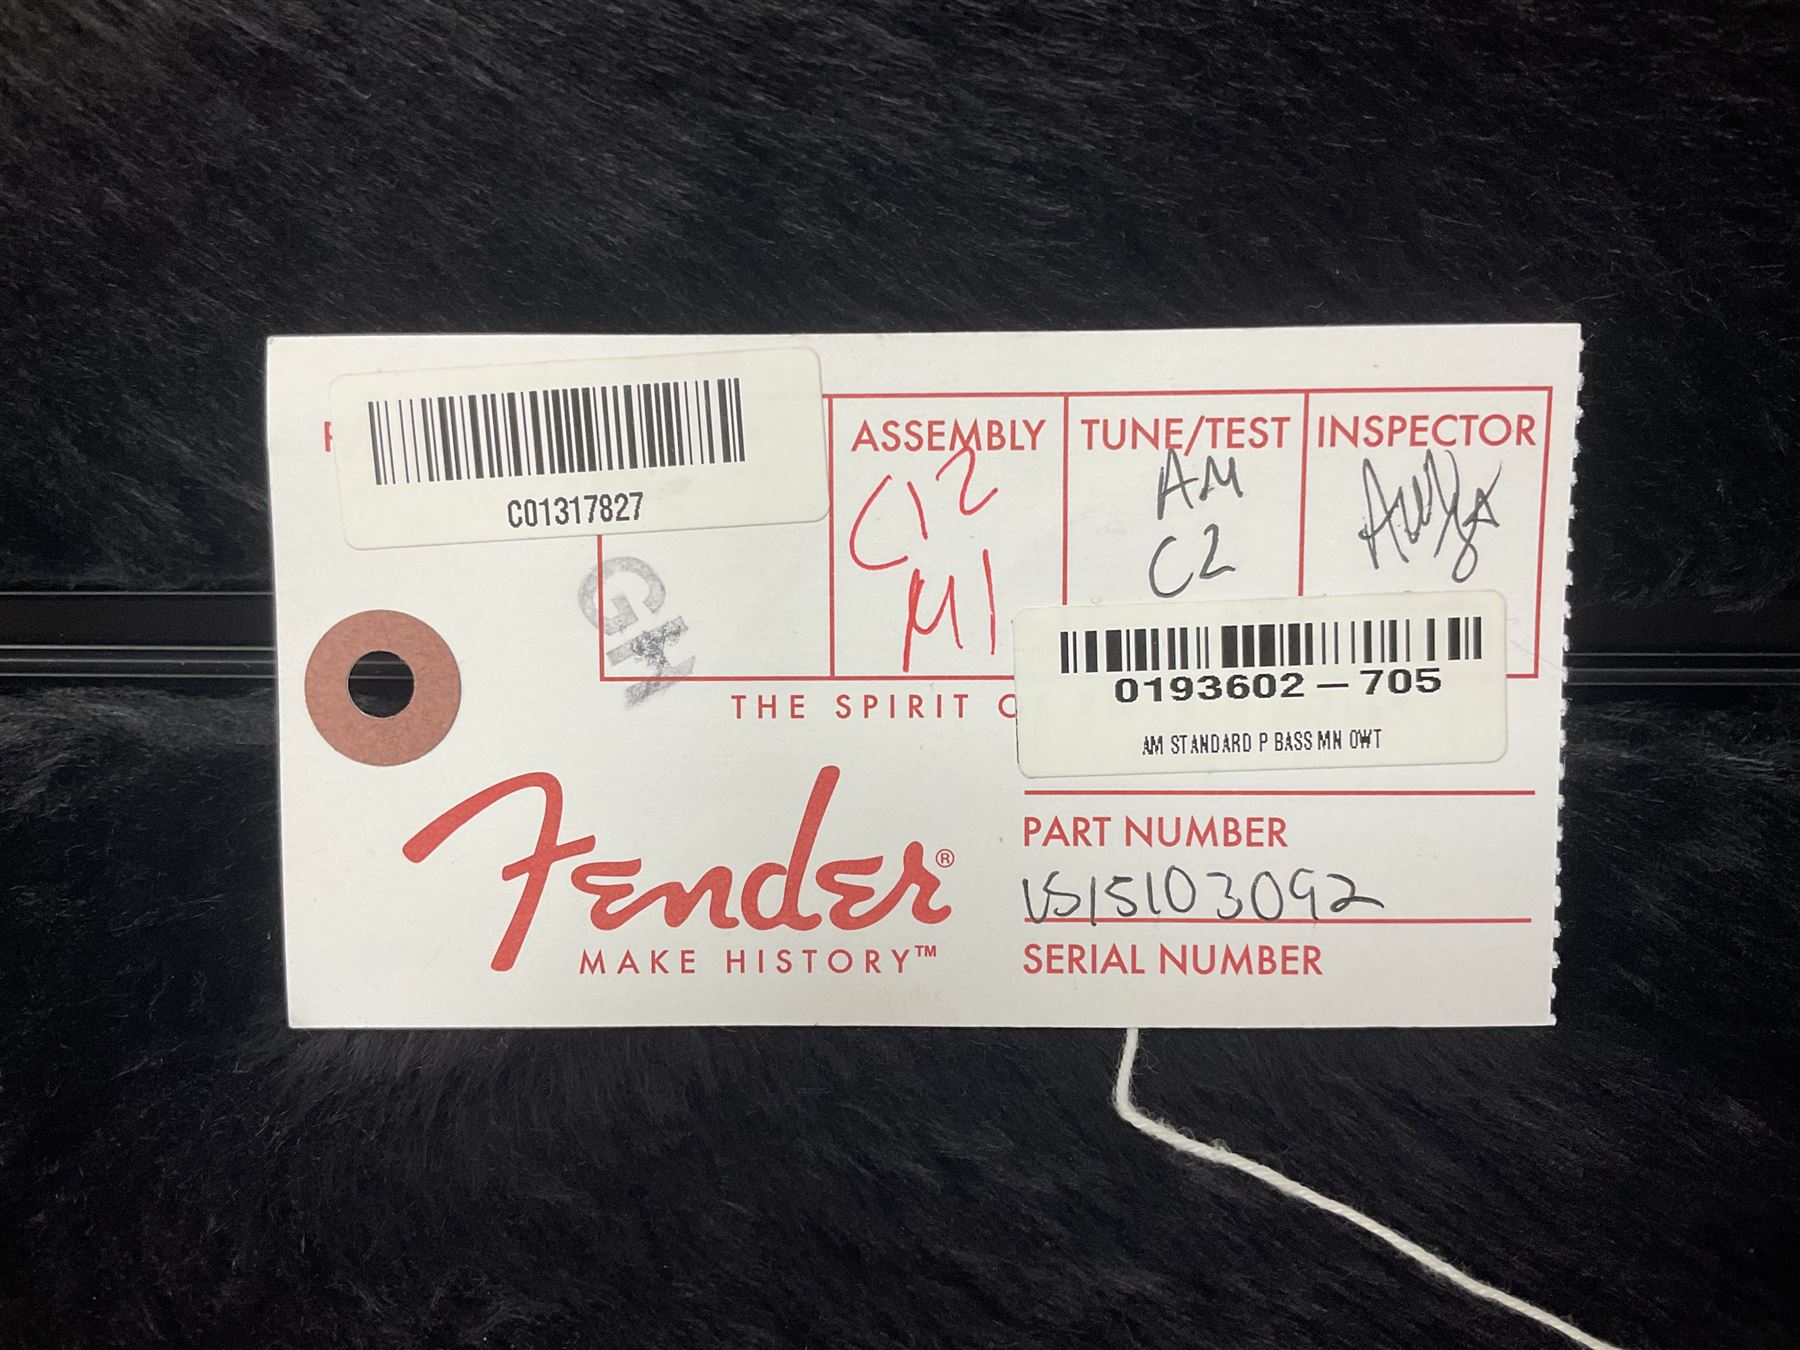 C01317827
ASSEMBLY
C12
M1
TUNE/TEST
AM
C2
INSPECTOR
GW
0193602-705
AM STANDARD P BASS MN OWT
THE SPIRIT
Fender®
MAKE HISTORY™
PART NUMBER
US15103092
SERIAL NUMBER